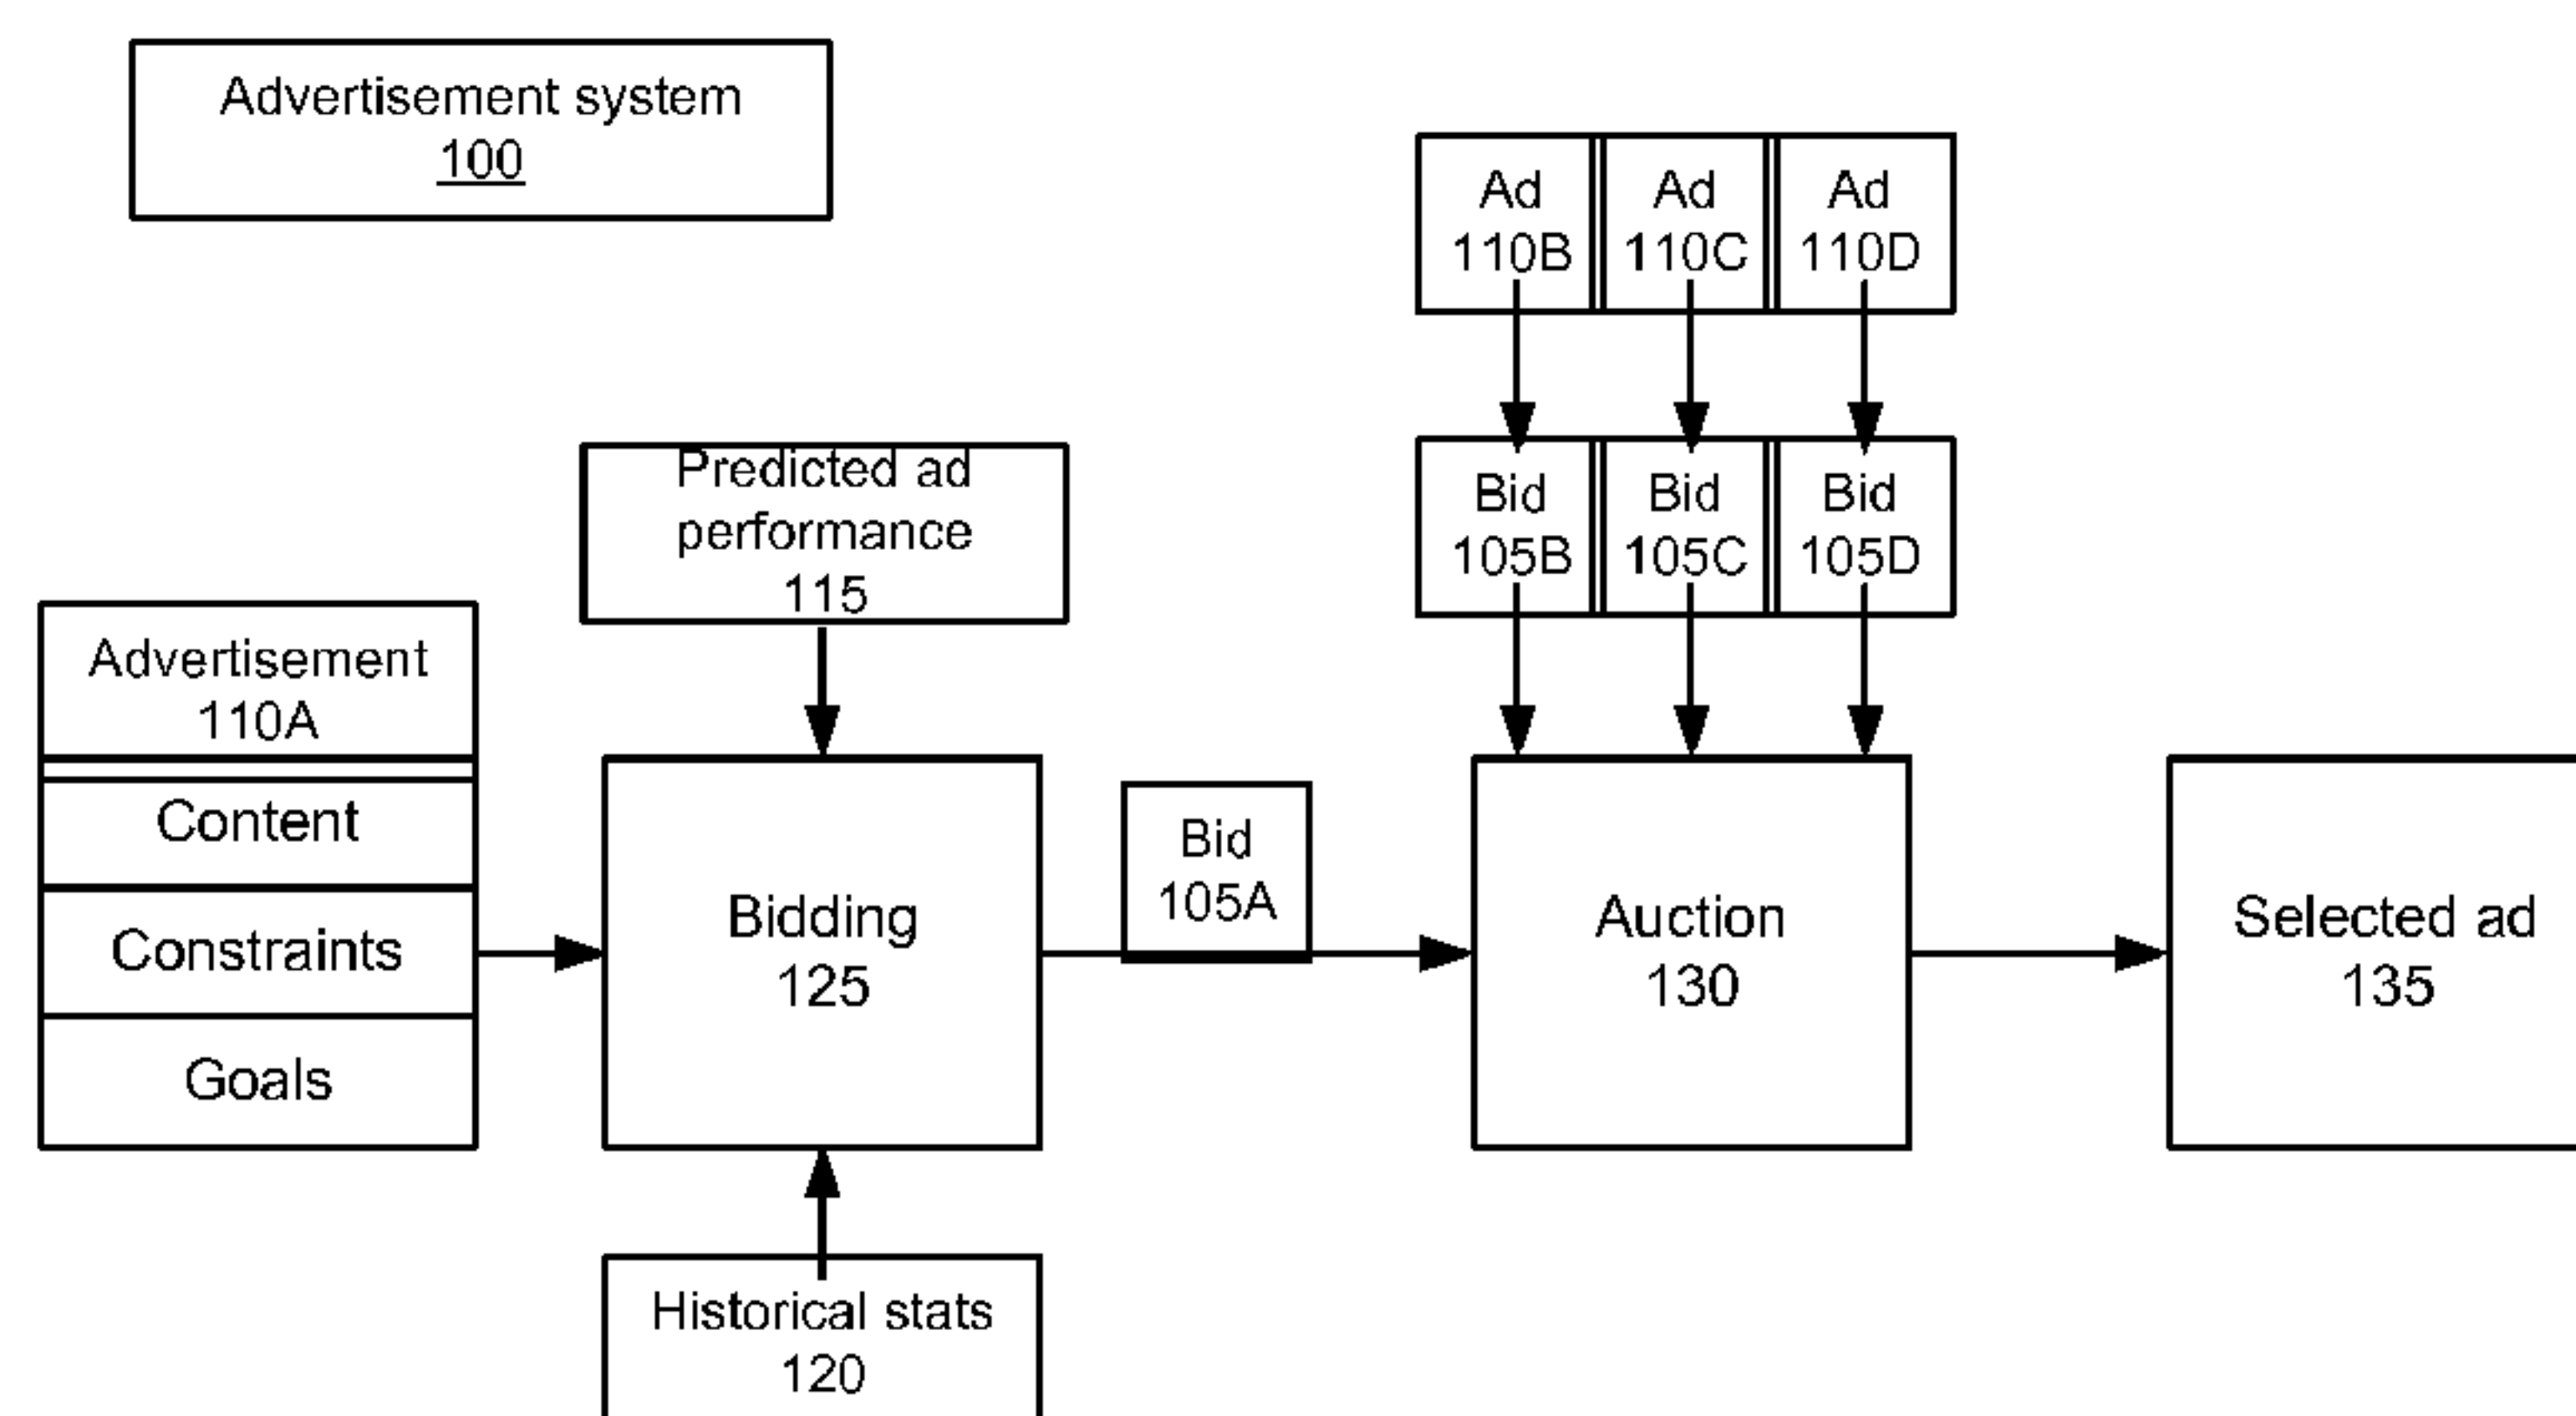 Advertisement system
100
Ad
110B
Ad
110C
Ad
110D
Bid
105B
Bid
105C
Bid
105D
Predicted ad
performance
115
Advertisement
110A
Content
Constraints
Goals
Bidding
125
Bid
105A
Auction
130
Selected ad
135
Historical stats
120